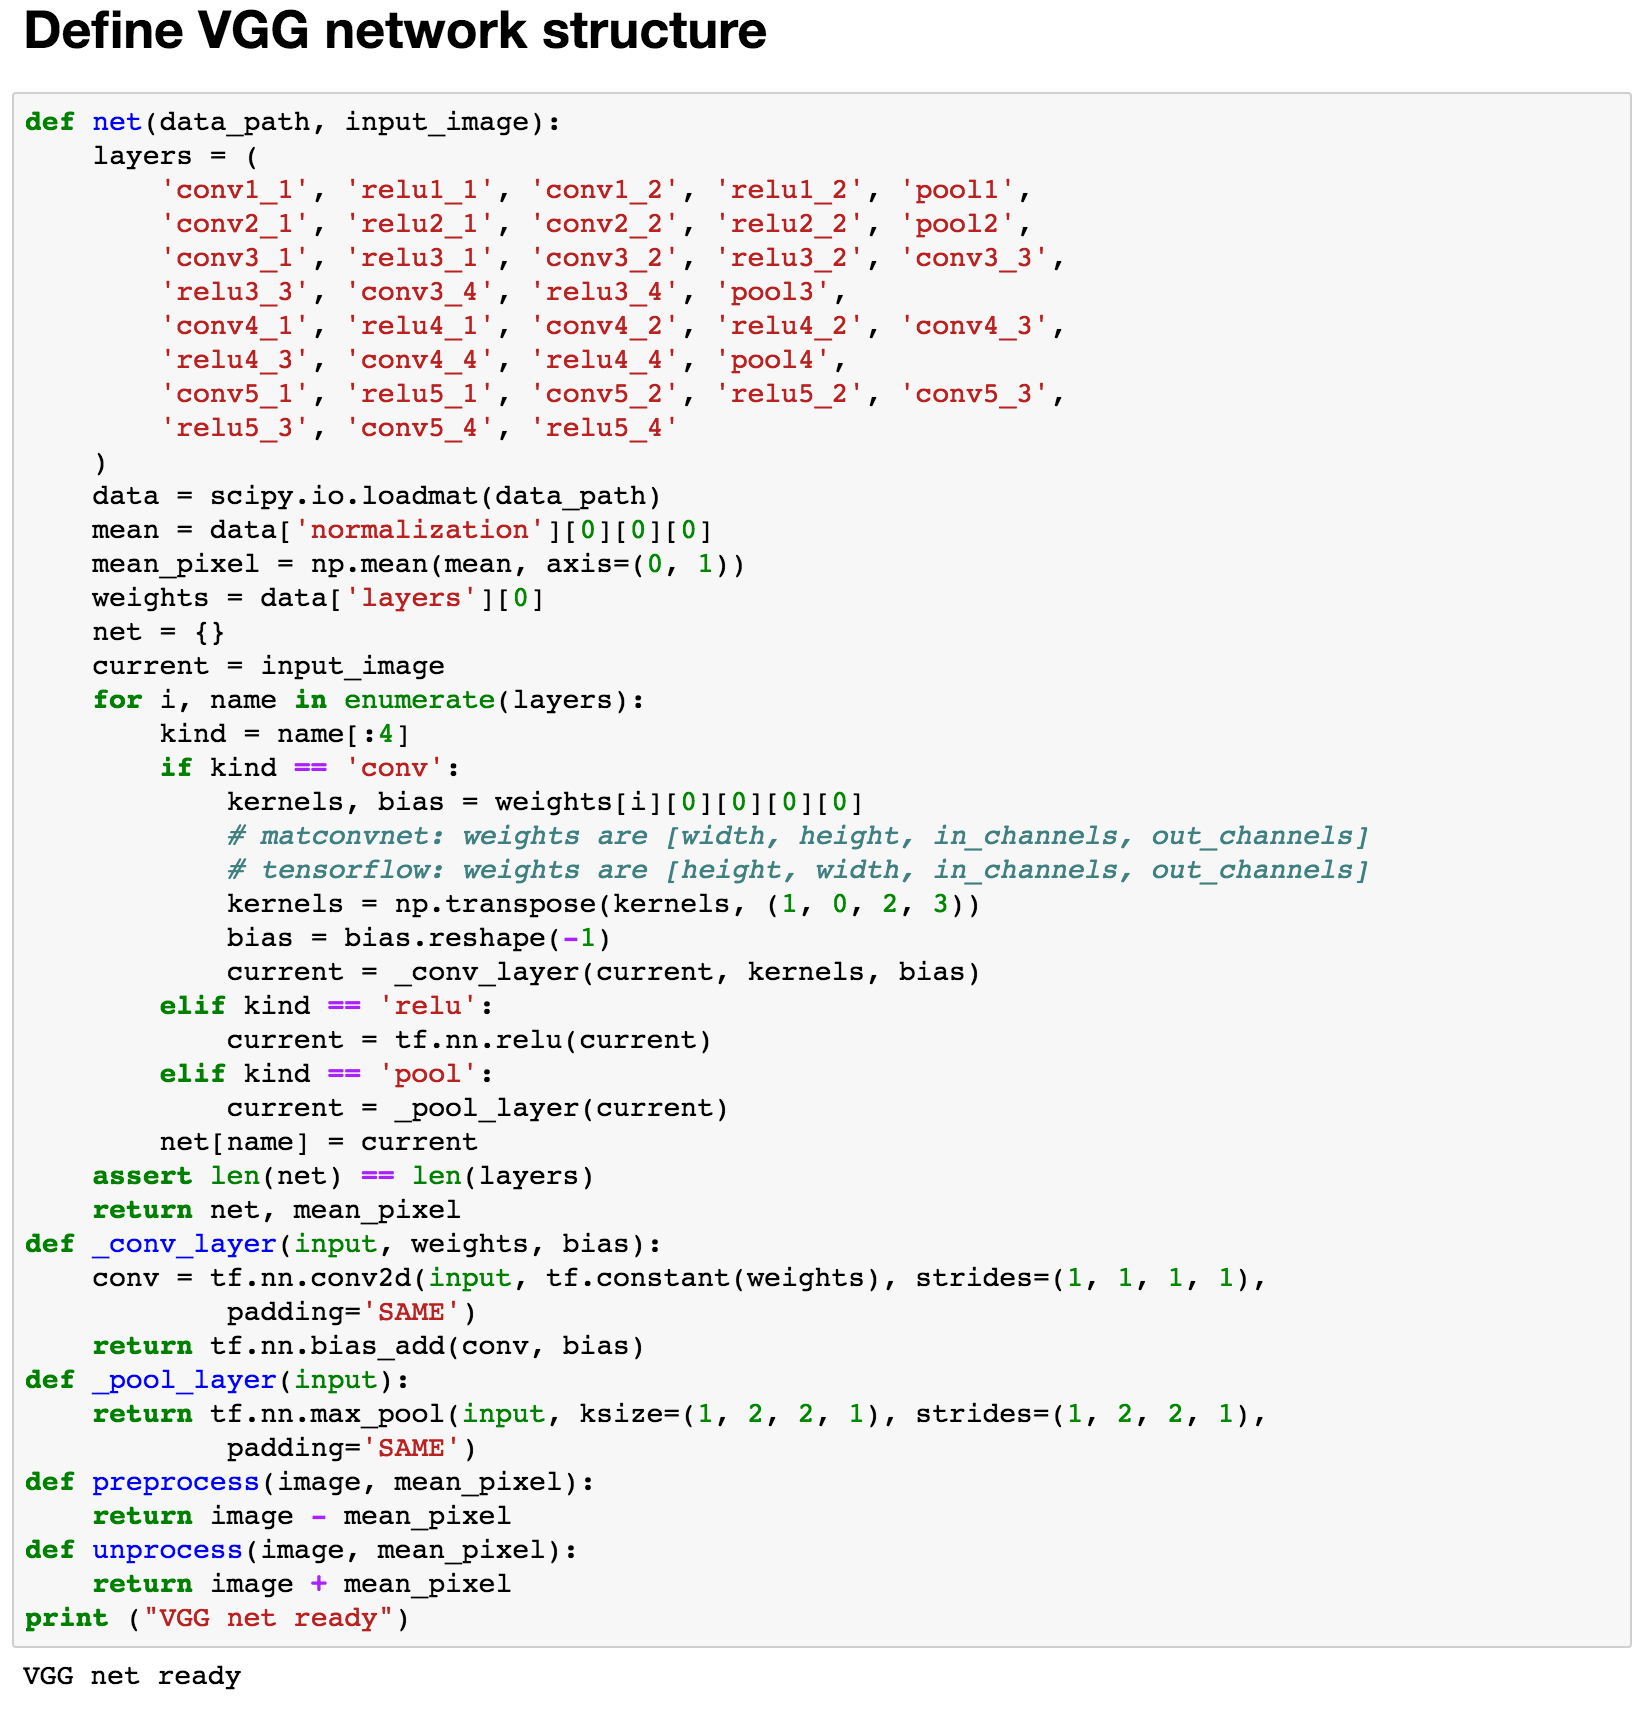 Define VGG network structure
def net(data_path, input_image):
    layers = (
        'conv1_1', 'relu1_1', 'conv1_2', 'relu1_2', 'pool1',
        'conv2_1', 'relu2_1', 'conv2_2', 'relu2_2', 'pool2',
        'conv3_1', 'relu3_1', 'conv3_2', 'relu3_2', 'conv3_3',
        'relu3_3', 'conv3_4', 'relu3_4', 'pool3',
        'conv4_1', 'relu4_1', 'conv4_2', 'relu4_2', 'conv4_3',
        'relu4_3', 'conv4_4', 'relu4_4', 'pool4',
        'conv5_1', 'relu5_1', 'conv5_2', 'relu5_2', 'conv5_3',
        'relu5_3', 'conv5_4', 'relu5_4'
    )
    data = scipy.io.loadmat(data_path)
    mean = data['normalization'][0][0][0]
    mean_pixel = np.mean(mean, axis=(0, 1))
    weights = data['layers'][0]
    net = {}
    current = input_image
    for i, name in enumerate(layers):
        kind = name[:4]
        if kind == 'conv':
            kernels, bias = weights[i][0][0][0][0]
            # matconvnet: weights are [width, height, in_channels, out_channels]
            # tensorflow: weights are [height, width, in_channels, out_channels]
            kernels = np.transpose(kernels, (1, 0, 2, 3))
            bias = bias.reshape(-1)
            current = _conv_layer(current, kernels, bias)
        elif kind == 'relu':
            current = tf.nn.relu(current)
        elif kind == 'pool':
            current = _pool_layer(current)
        net[name] = current
    assert len(net) == len(layers)
    return net, mean_pixel
def _conv_layer(input, weights, bias):
    conv = tf.nn.conv2d(input, tf.constant(weights), strides=(1, 1, 1, 1),
            padding='SAME')
    return tf.nn.bias_add(conv, bias)
def _pool_layer(input):
    return tf.nn.max_pool(input, ksize=(1, 2, 2, 1), strides=(1, 2, 2, 1),
            padding='SAME')
def preprocess(image, mean_pixel):
    return image - mean_pixel
def unprocess(image, mean_pixel):
    return image + mean_pixel
print ("VGG net ready")
VGG net ready